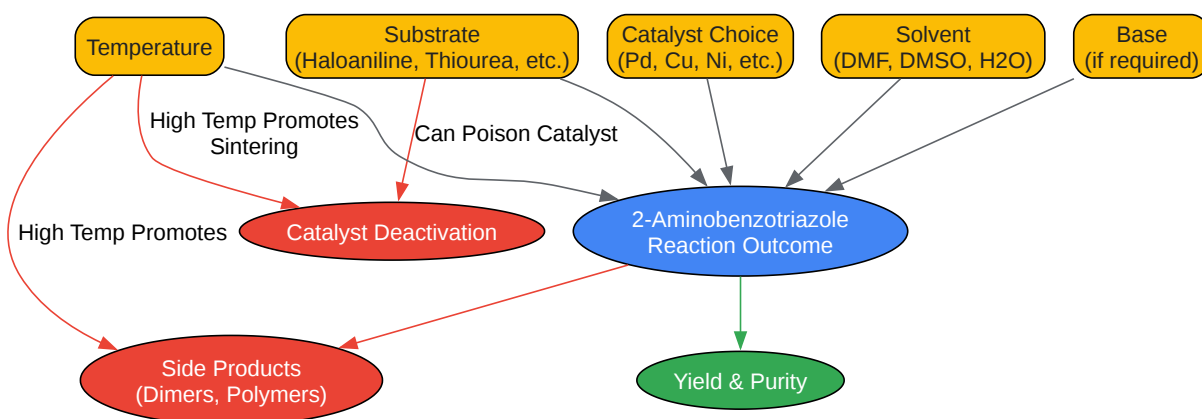 Temperature
Substrate
(Haloaniline, Thiourea, etc.)
Catalyst Choice
(Pd, Cu, Ni, etc.)
Solvent
(DMF, DMSO, H2O)
Base
(if required)
High Temp Promotes
Sintering
Can Poison Catalyst
High Temp Promotes
Catalyst Deactivation
2-Aminobenzotriazole
Reaction Outcome
Side Products
(Dimers, Polymers)
Yield & Purity